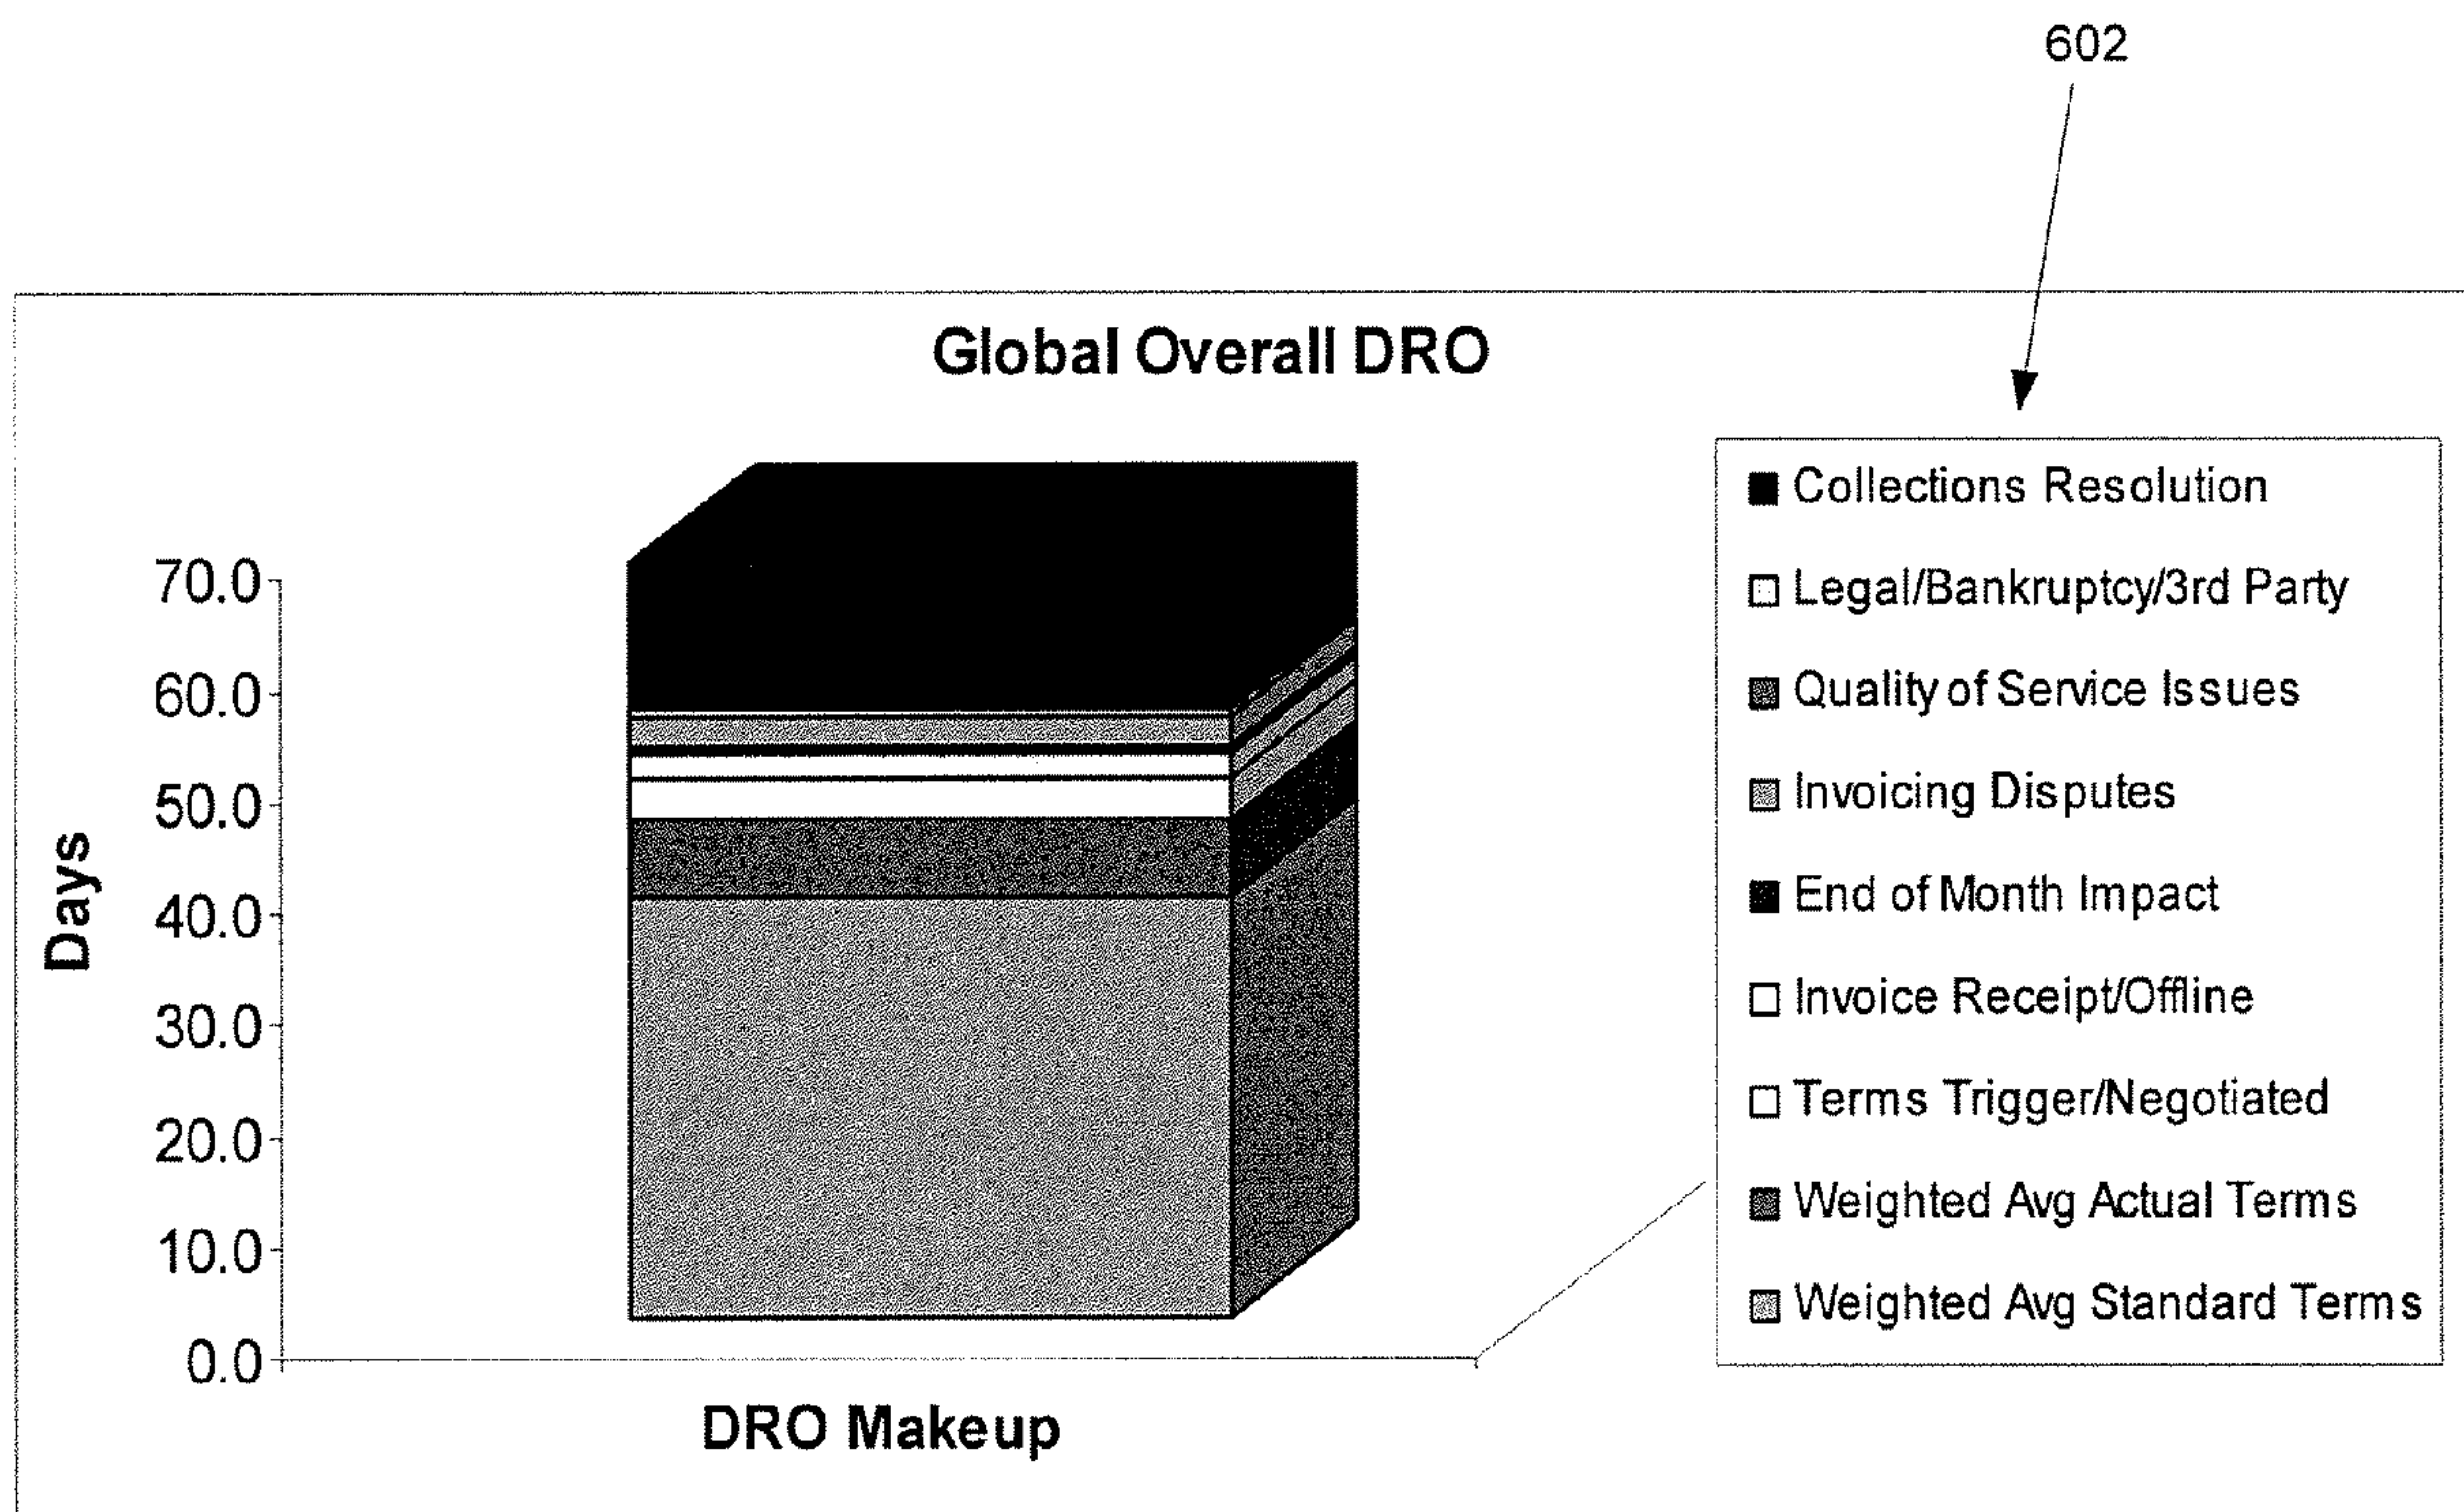 602
Global Overall DRO
70.0
60.0
50.0
40.0
30.0
20.0
10.0
0.0
Days
DRO Makeup
Collections Resolution
Legal/Bankruptcy/3rd Party
Quality of Service Issues
Invoicing Disputes
End of Month Impact
Invoice Receipt/Offline
Terms Trigger/Negotiated
Weighted Avg Actual Terms
Weighted Avg Standard Terms